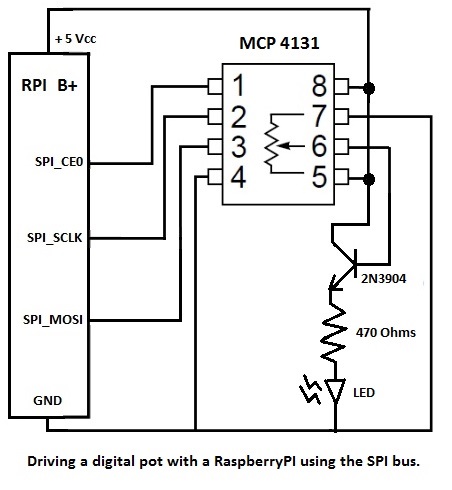 + 5 Vcc
MCP 4131
RPI B+
1 8
2 7
3 6
4 5
SPI_CE0
SPI_SCLK
2N3904
SPI_MOSI
470 Ohms
LED
GND
Driving a digital pot with a RaspberryPI using the SPI bus.